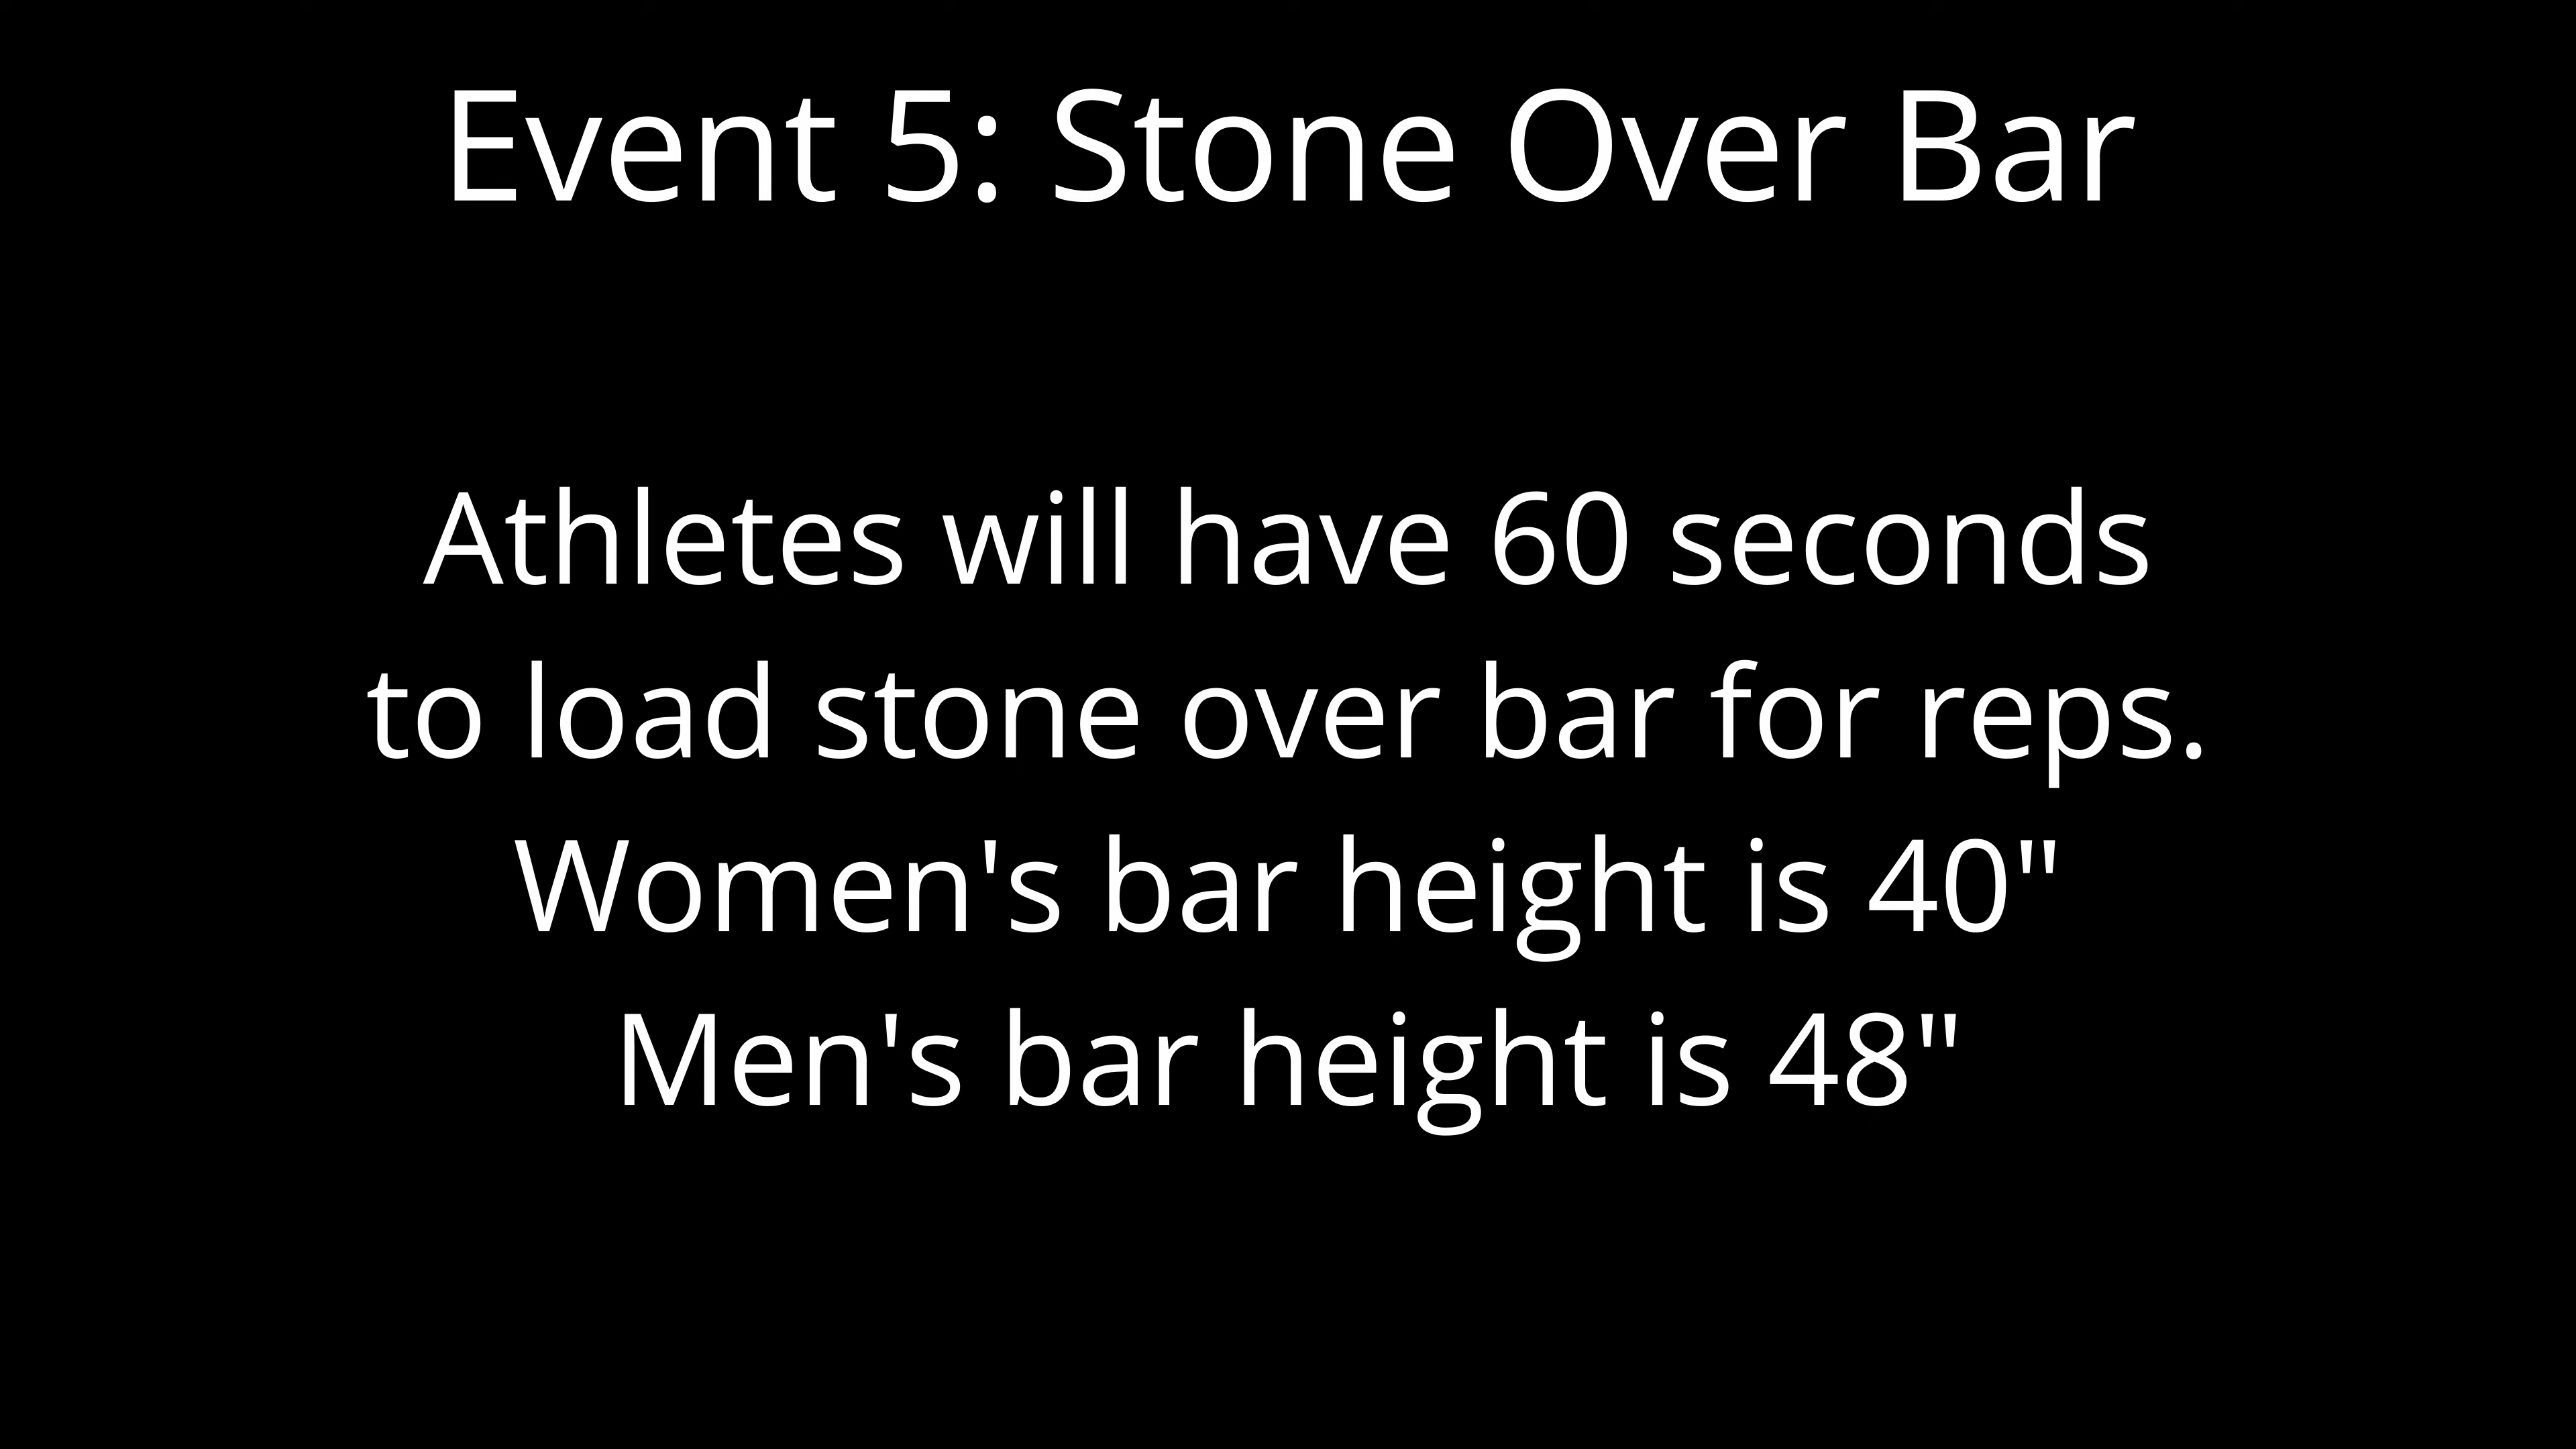 Event 5: Stone Over Bar
Athletes will have 60 seconds
to load stone over bar for reps.
Women's bar height is 40"
Men's bar height is 48"